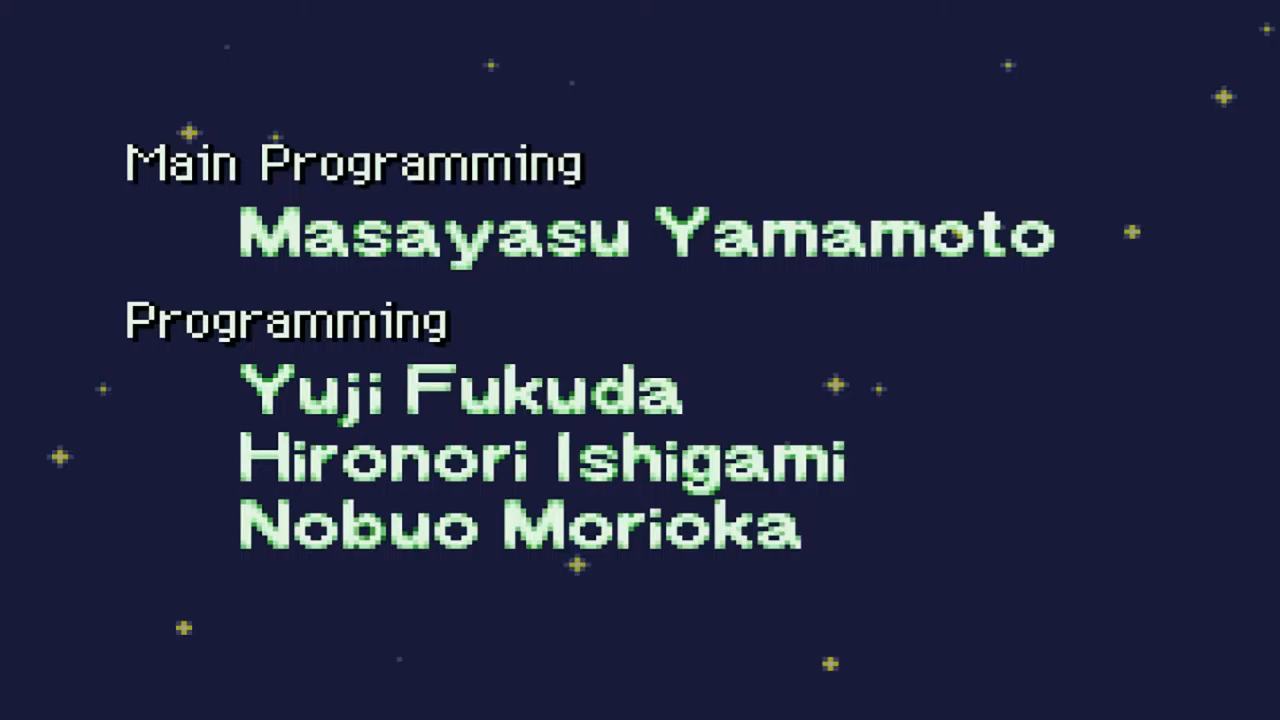 Main Programming
Masayasu Yamamoto
Programming
Yuji Fukuda
Hironori Ishigami
Nobuo Morioka